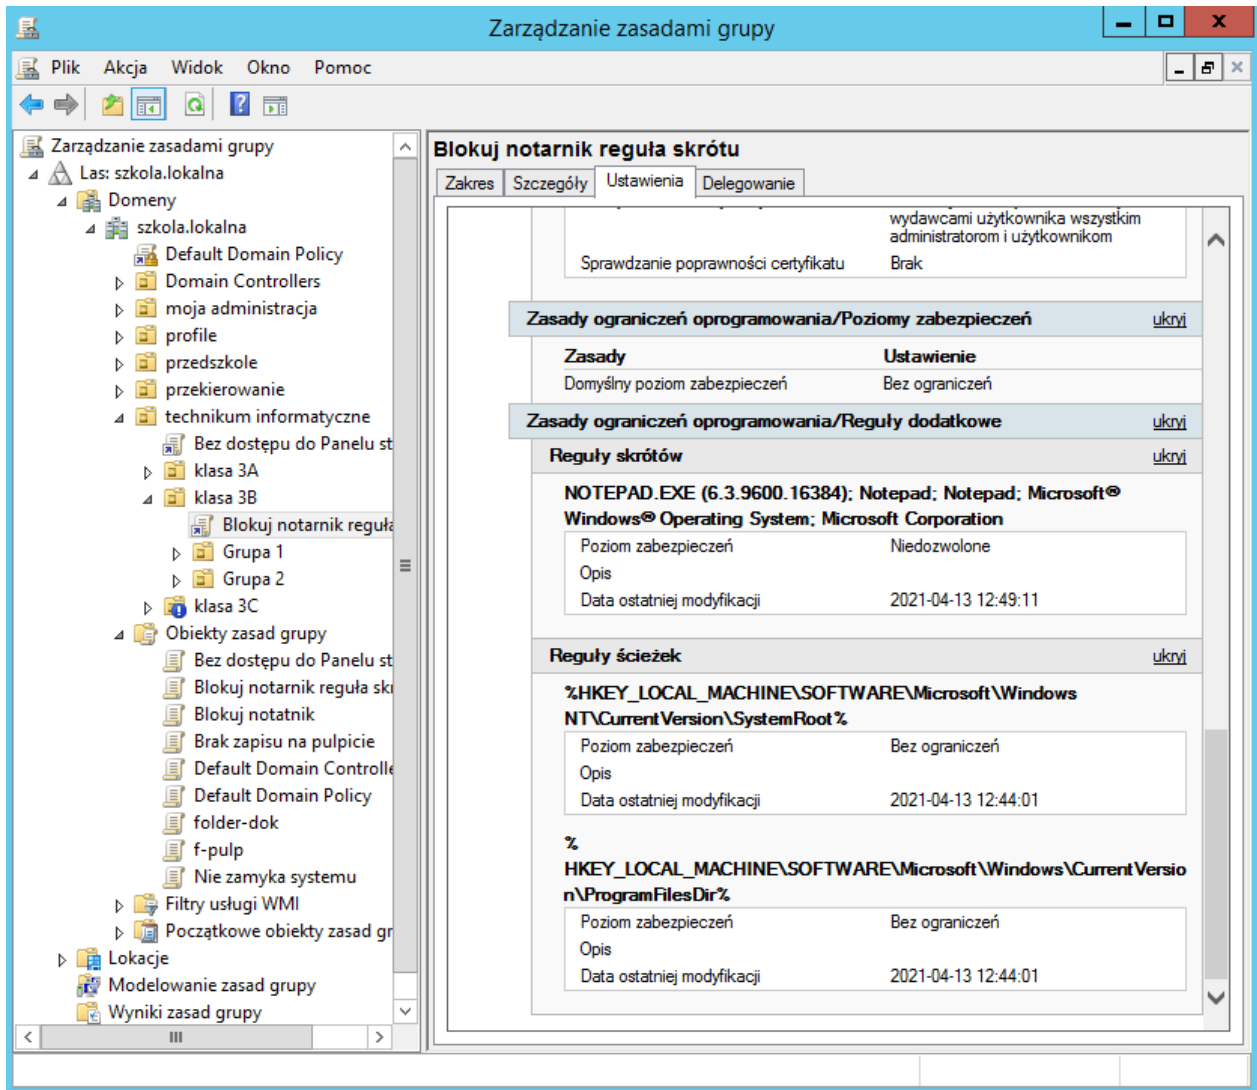 Zarządzanie zasadami grupy
Plik Akcja Widok Okno Pomoc
Zarządzanie zasadami grupy
Las: szkola.lokalna
Domeny
szkola.lokalna
Default Domain Policy
Domain Controllers
moja administracja
profile
przedszkole
przekierowanie
technikum informatyczne
Bez dostępu do Panelu st
klasa 3A
klasa 3B
Blokuj notarnik reguła
Grupa 1
Grupa 2
klasa 3C
Obiekty zasad grupy
Bez dostępu do Panelu st
Blokuj notarnik reguła skr
Blokuj notatnik
Brak zapisu na pulpicie
Default Domain Controlle
Default Domain Policy
folder-dok
f-pulp
Nie zamyka systemu
Filtry usługi WMI
Początkowe obiekty zasad gr
Lokacje
Modelowanie zasad grupy
Wyniki zasad grupy
Blokuj notarnik reguła skrótu
Zakres Szczegóły Ustawienia Delegowanie
wydawcami użytkownika wszystkim
administratorom i użytkownikom
Sprawdzanie poprawności certyfikatu Brak
Zasady ograniczeń oprogramowania/Poziomy zabezpieczeń ukryj
Zasady Ustawienie
Domyślny poziom zabezpieczeń Bez ograniczeń
Zasady ograniczeń oprogramowania/Reguły dodatkowe ukryj
Reguły skrótów ukryj
NOTEPAD.EXE (6.3.9600.16384); Notepad; Notepad; Microsoft®
Windows® Operating System; Microsoft Corporation
Poziom zabezpieczeń Niedozwolone
Opis
Data ostatniej modyfikacji 2021-04-13 12:49:11
Reguły ścieżek ukryj
%HKEY_LOCAL_MACHINE\SOFTWARE\Microsoft\Windows
NT\CurrentVersion\SystemRoot%
Poziom zabezpieczeń Bez ograniczeń
Opis
Data ostatniej modyfikacji 2021-04-13 12:44:01
%
HKEY_LOCAL_MACHINE\SOFTWARE\Microsoft\Windows\CurrentVersio
n\ProgramFilesDir%
Poziom zabezpieczeń Bez ograniczeń
Opis
Data ostatniej modyfikacji 2021-04-13 12:44:01